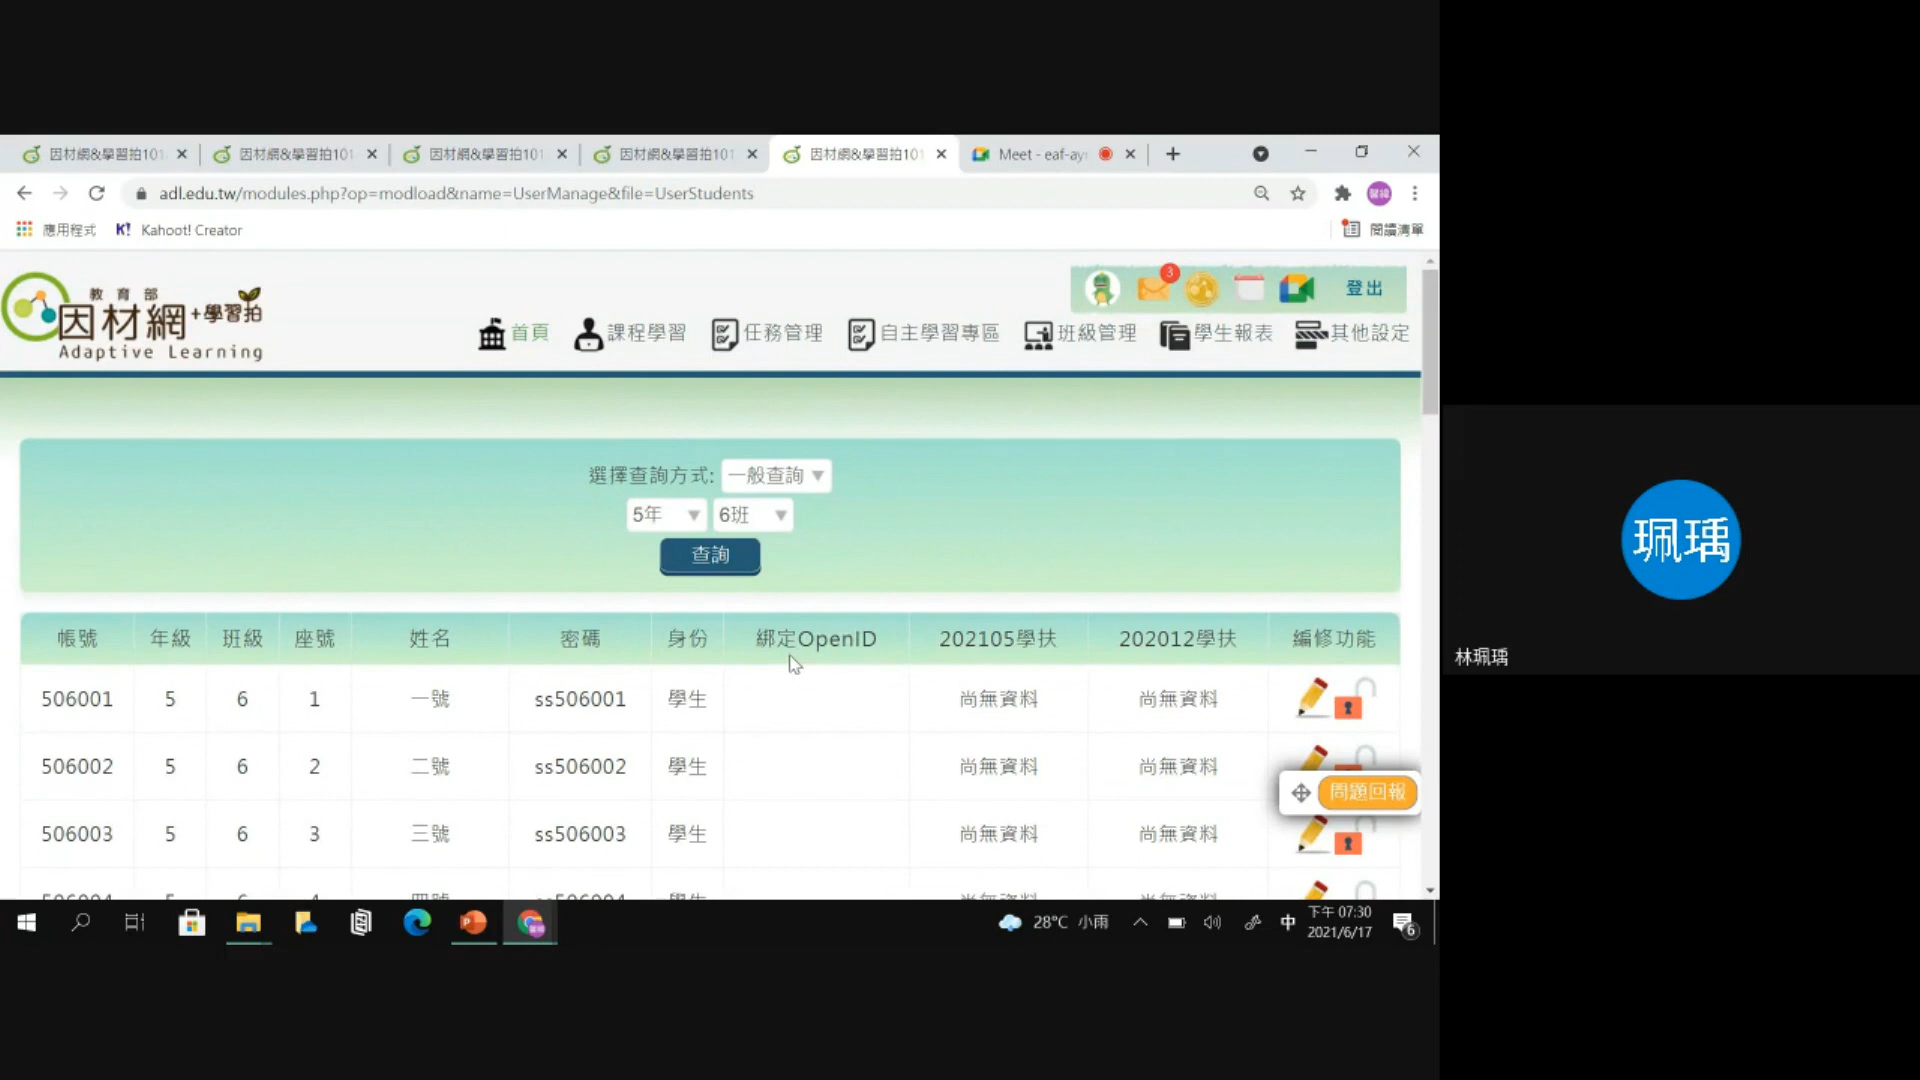 因材網&學習拍101 因材網&學習拍101 因材網&學習拍101 因材網&學習拍101 因材網&學習拍101 Meet - eaf-ay
adl.edu.tw/modules.php?op=modload&name=UserManage&file=UserStudents
應用程式 K! Kahoot! Creator 閱讀清單
3 登出
教育部
因材網+學習拍
Adaptive Learning
首頁 課程學習 任務管理 自主學習專區 班級管理 學生報表 其他設定
選擇查詢方式: 一般查詢
5年 6班
查詢
帳號 年級 班級 座號 姓名 密碼 身份 綁定OpenID 202105學扶 202012學扶 編修功能
506001 5 6 1 一號 ss506001 學生 尚無資料 尚無資料
506002 5 6 2 二號 ss506002 學生 尚無資料 尚無資料
問題回報
506003 5 6 3 三號 ss506003 學生 尚無資料 尚無資料
珮瑀
林珮瑀
28°C 小雨 中 下午 07:30
2021/6/17 6